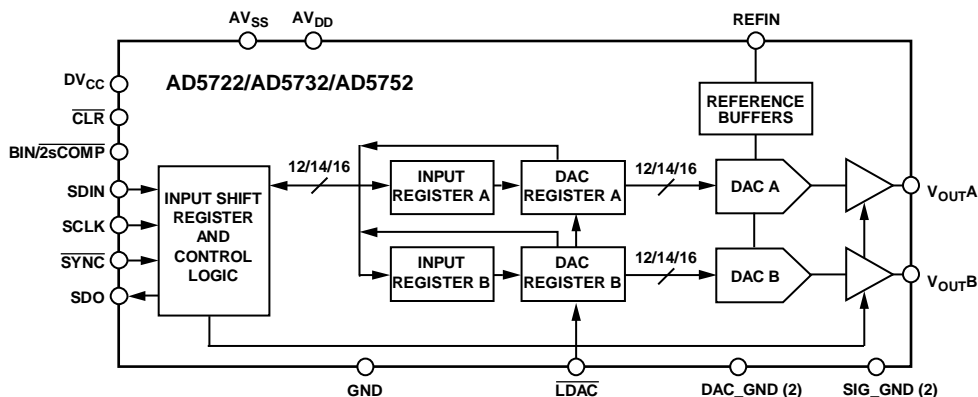 AVSS
AVDD
REFIN
DVCC
CLR
BIN/2sCOMP
SDIN
SCLK
SYNC
SDO
AD5722/AD5732/AD5752
REFERENCE
BUFFERS
INPUT SHIFT
REGISTER
AND
CONTROL
LOGIC
12/14/16
INPUT
REGISTER A
DAC
REGISTER A
12/14/16
DAC A
VOUTA
INPUT
REGISTER B
DAC
REGISTER B
12/14/16
DAC B
VOUTB
GND
LDAC
DAC_GND (2)
SIG_GND (2)